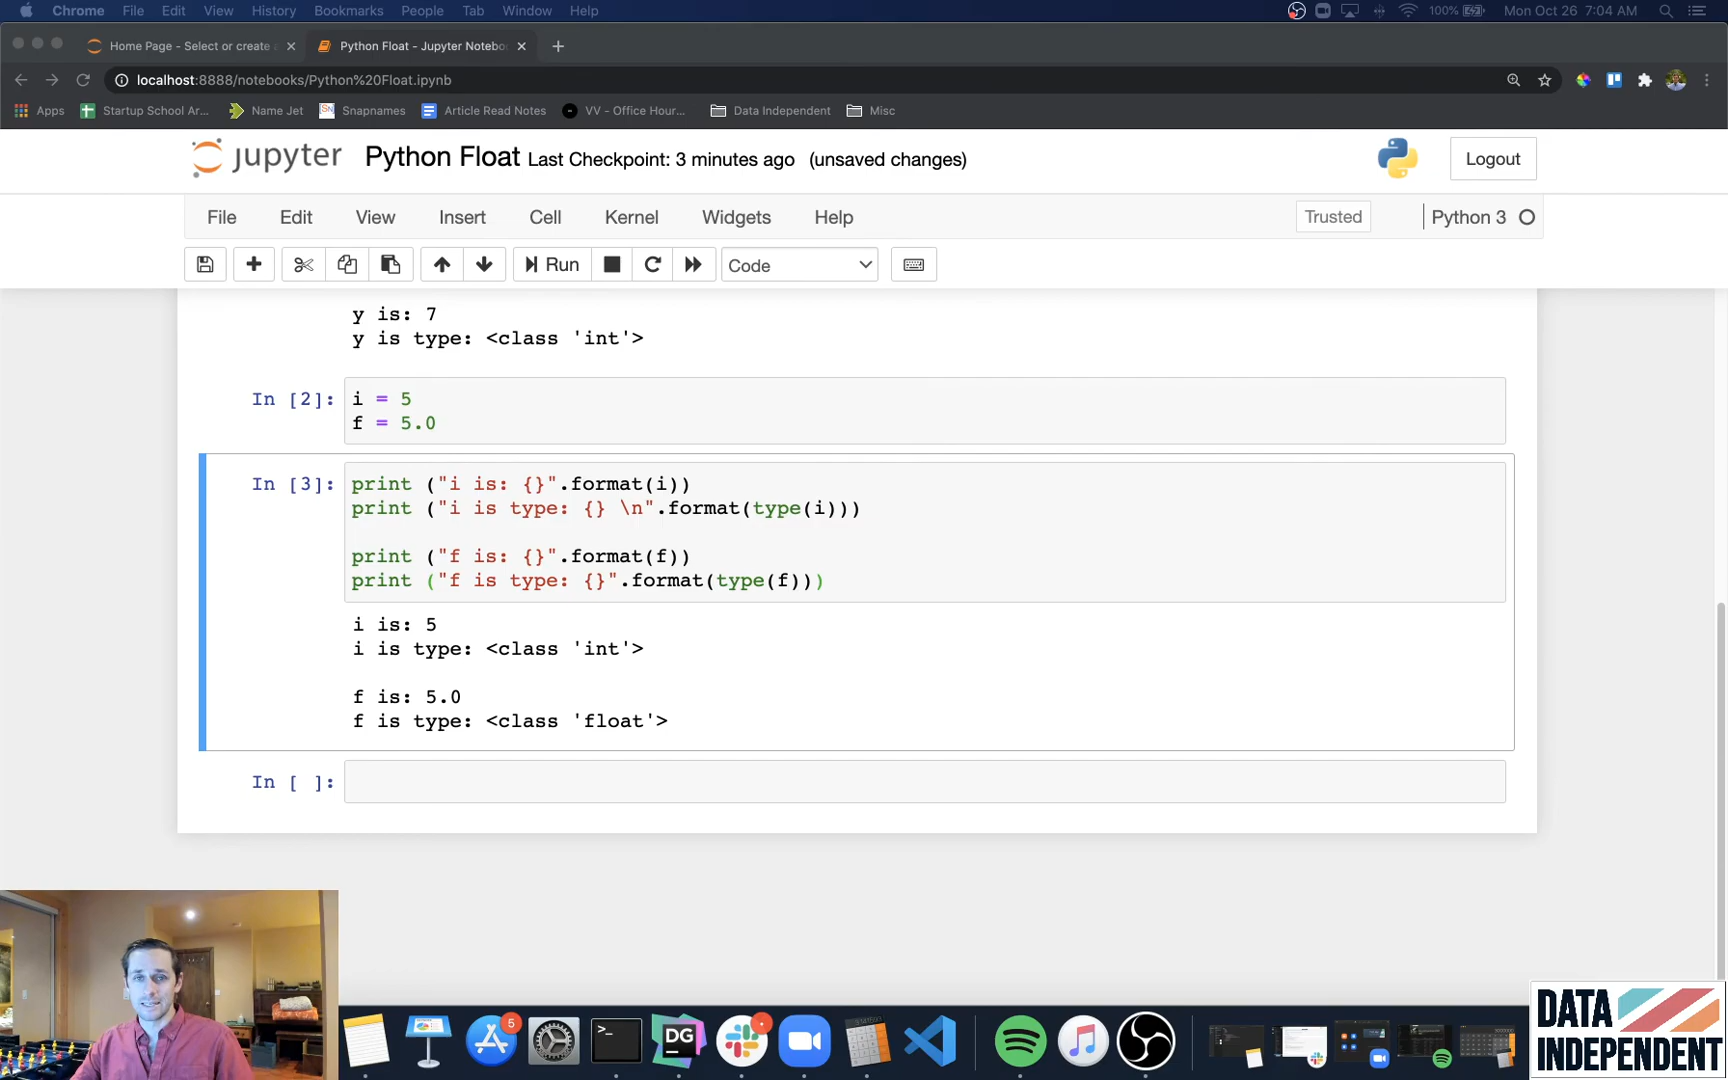 Chrome File Edit View History Bookmarks People Tab Window Help 100% Mon Oct 26 7:04 AM
Home Page - Select or create Python Float - Jupyter Notebo
localhost:8888/notebooks/Python%20Float.ipynb
Apps Startup School Ar... Name Jet SN Snapnames Article Read Notes VV - Office Hour... Data Independent Misc
jupyter Python Float Last Checkpoint: 3 minutes ago (unsaved changes) Logout
File Edit View Insert Cell Kernel Widgets Help Trusted Python 3
Run Code
y is: 7
y is type: <class 'int'>
In [2]: i = 5
f = 5.0
In [3]: print ("i is: {}".format(i))
print ("i is type: {} \n".format(type(i)))
print ("f is: {}".format(f))
print ("f is type: {}".format(type(f)))
i is: 5
i is type: <class 'int'>
f is: 5.0
f is type: <class 'float'>
In [ ]:
5
>_
DG
DATA
INDEPENDENT